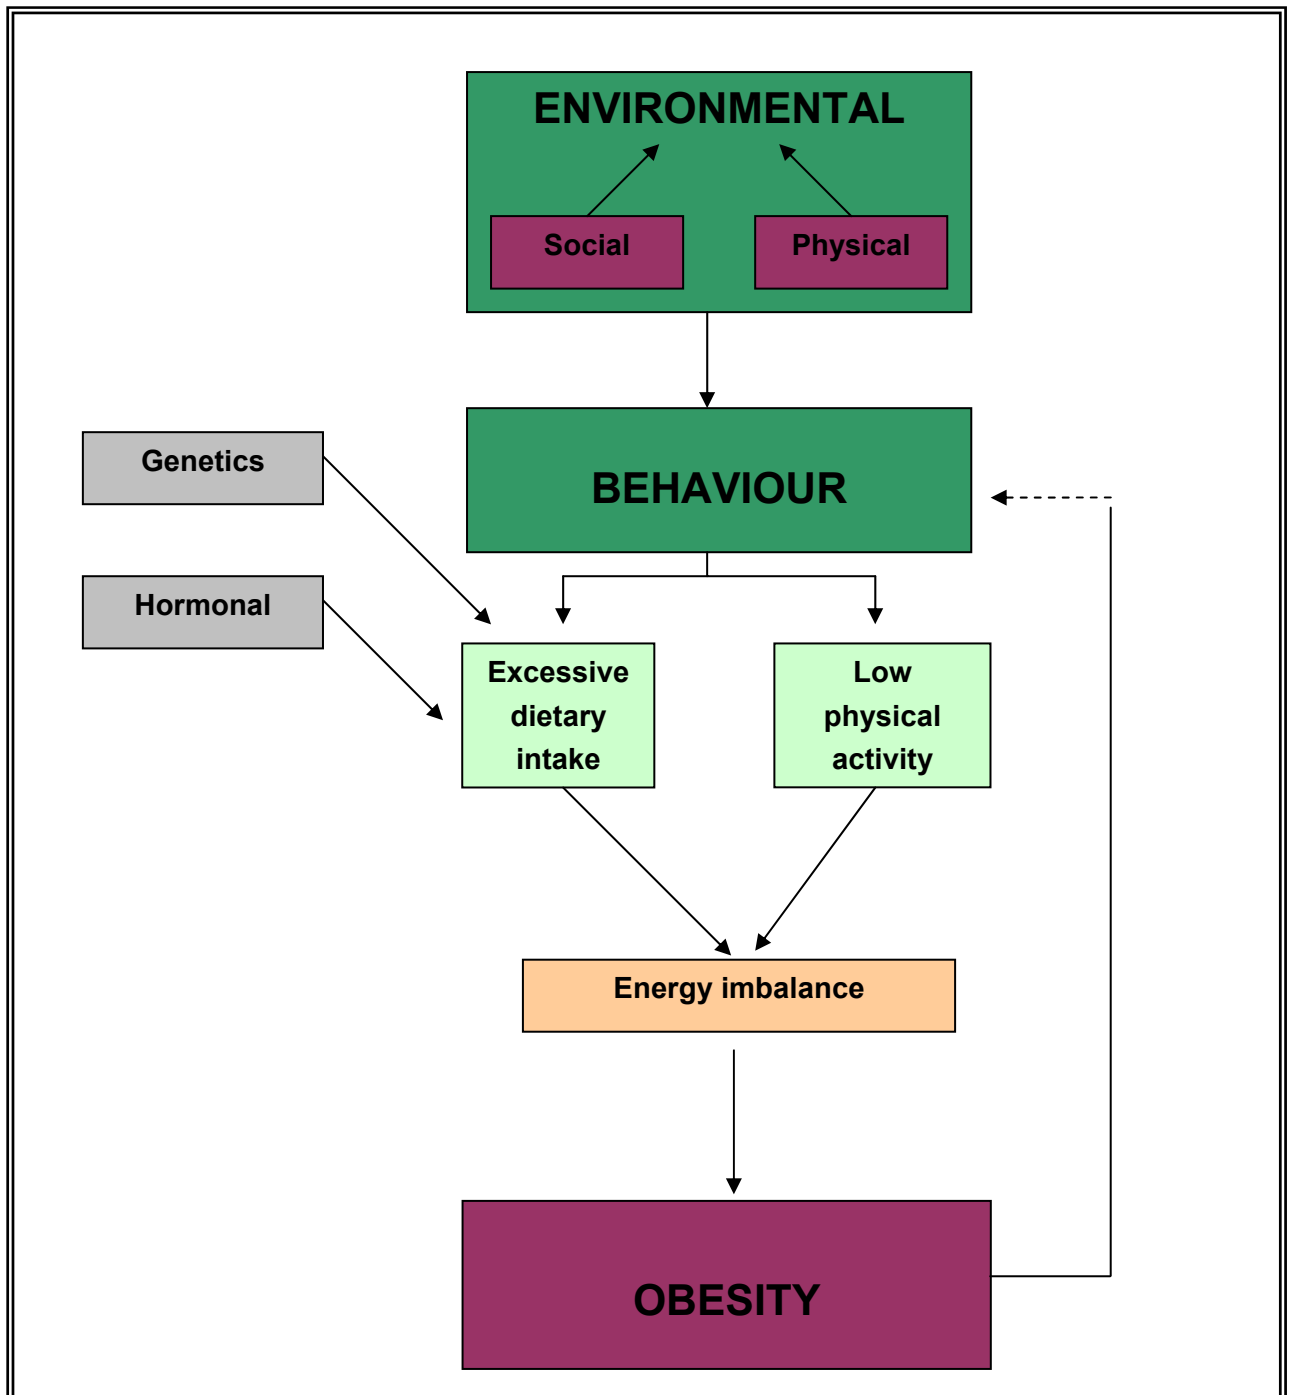 ENVIRONMENTAL
Social
Physical
Genetics
BEHAVIOUR
Hormonal
Excessive
dietary
intake
Low
physical
activity
Energy imbalance
OBESITY